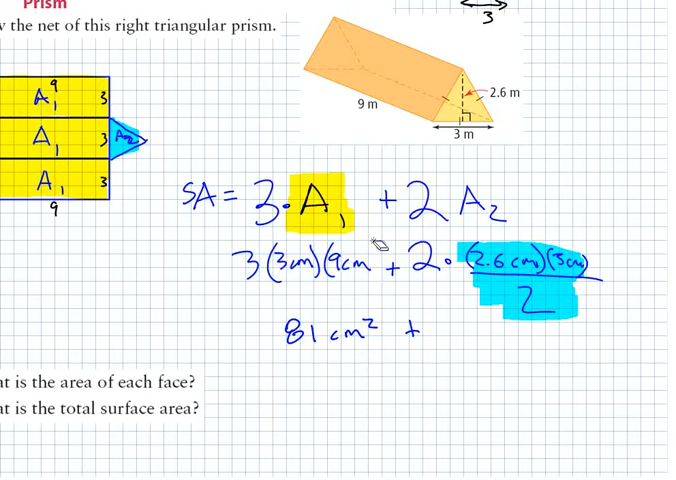 Prism
v the net of this right triangular prism.
3
9
A₁ 3
A₁ 3 A₂
A₁ 3
9
2.6 m
9 m
3 m
SA = 3 · A₁ + 2 A₂
3 (3cm)(9cm + 2 · (2.6cm)(3cm)
2
81 cm² +
at is the area of each face?
at is the total surface area?